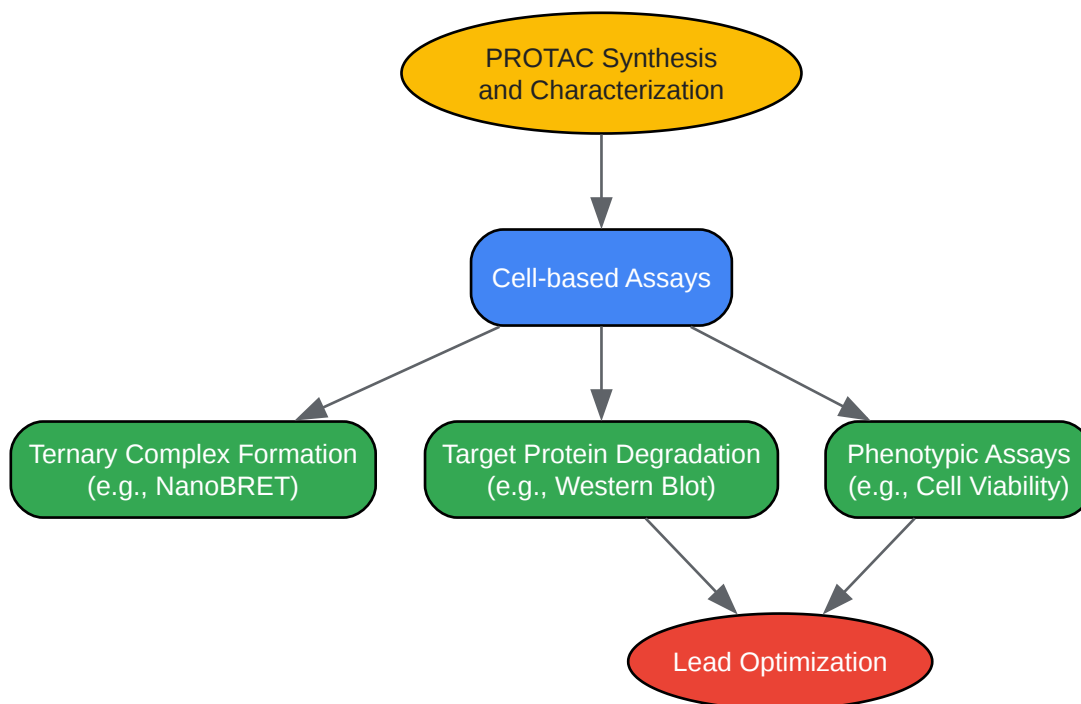 PROTAC Synthesis
and Characterization
Cell-based Assays
Ternary Complex Formation
(e.g., NanoBRET)
Target Protein Degradation
(e.g., Western Blot)
Phenotypic Assays
(e.g., Cell Viability)
Lead Optimization